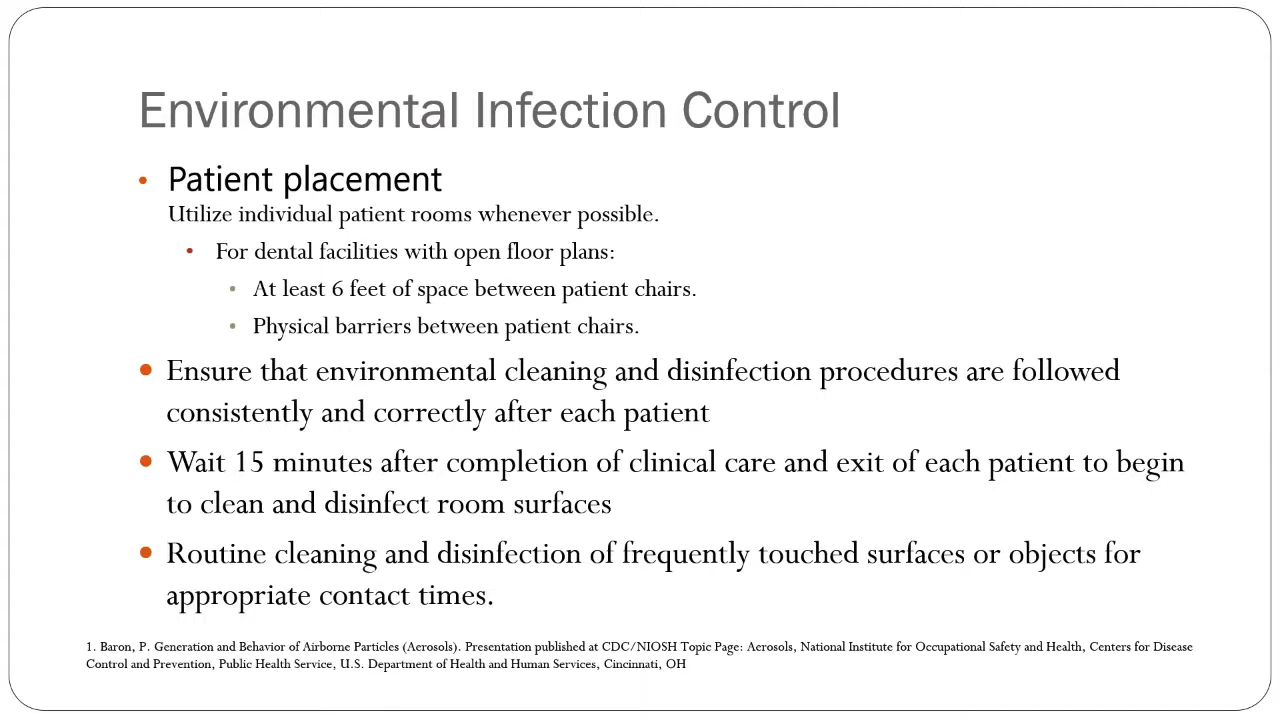 Environmental Infection Control
• Patient placement
Utilize individual patient rooms whenever possible.
• For dental facilities with open floor plans:
• At least 6 feet of space between patient chairs.
• Physical barriers between patient chairs.
• Ensure that environmental cleaning and disinfection procedures are followed
consistently and correctly after each patient
• Wait 15 minutes after completion of clinical care and exit of each patient to begin
to clean and disinfect room surfaces
• Routine cleaning and disinfection of frequently touched surfaces or objects for
appropriate contact times.
1. Baron, P. Generation and Behavior of Airborne Particles (Aerosols). Presentation published at CDC/NIOSH Topic Page: Aerosols, National Institute for Occupational Safety and Health, Centers for Disease
Control and Prevention, Public Health Service, U.S. Department of Health and Human Services, Cincinnati, OH